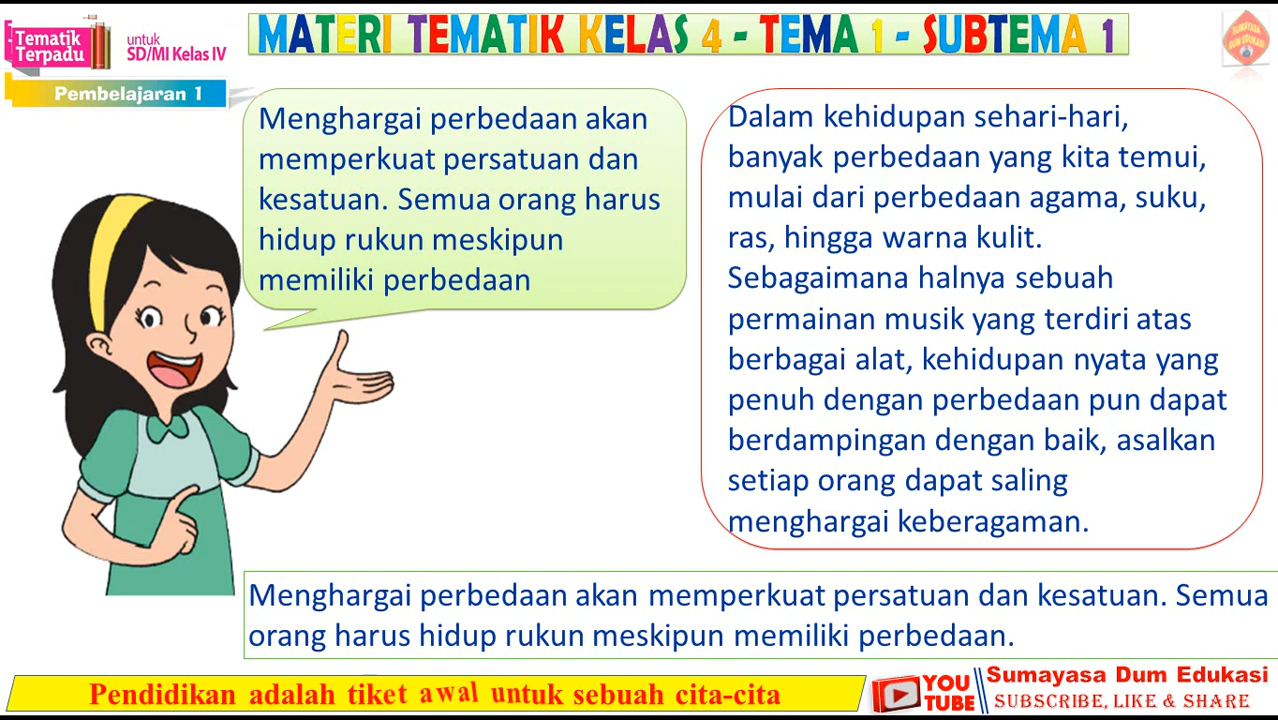 Tematik
Terpadu
untuk
SD/MI Kelas IV
MATERI TEMATIK KELAS 4 - TEMA 1 - SUBTEMA 1
SUMAYASA
DUM EDUKASI
Pembelajaran 1
Menghargai perbedaan akan
memperkuat persatuan dan
kesatuan. Semua orang harus
hidup rukun meskipun
memiliki perbedaan
Dalam kehidupan sehari-hari,
banyak perbedaan yang kita temui,
mulai dari perbedaan agama, suku,
ras, hingga warna kulit.
Sebagaimana halnya sebuah
permainan musik yang terdiri atas
berbagai alat, kehidupan nyata yang
penuh dengan perbedaan pun dapat
berdampingan dengan baik, asalkan
setiap orang dapat saling
menghargai keberagaman.
Menghargai perbedaan akan memperkuat persatuan dan kesatuan. Semua
orang harus hidup rukun meskipun memiliki perbedaan.
Pendidikan adalah tiket awal untuk sebuah cita-cita
YOU
TUBE
Sumayasa Dum Edukasi
SUBSCRIBE, LIKE & SHARE